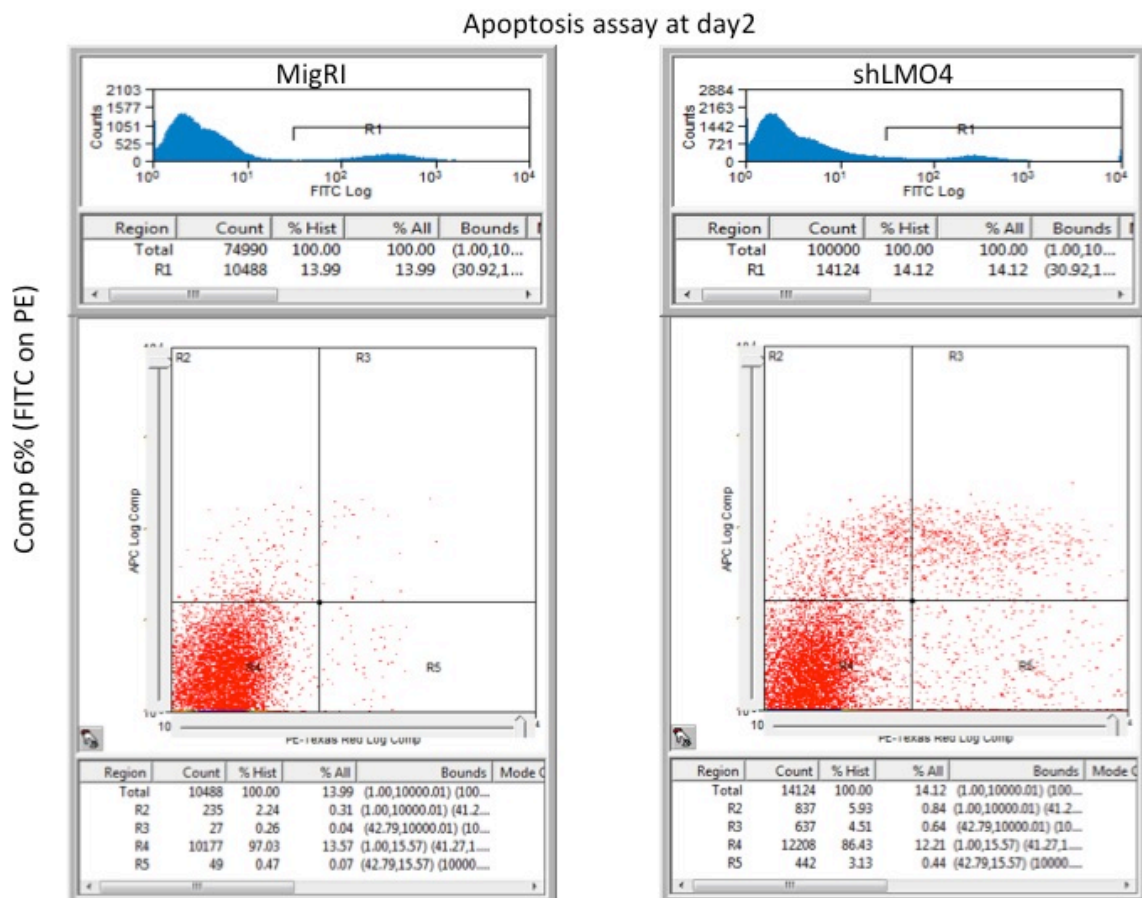 Apoptosis assay at day2
Comp 6% (FITC on PE)
MigRI
Counts
2103
1577
1051
525
0
R1
10⁰ 10¹ 10² 10³ 10⁴
FITC Log
Region Count % Hist % All Bounds
Total 74990 100.00 100.00 (1.00,10...
R1 10488 13.99 13.99 (30.92,1...
R2 R3
R4 R5
APC Log Comp
PE-Texas Red Log Comp
Region Count % Hist % All Bounds Mode C
Total 10488 100.00 13.99 (1.00,10000.01) (100....
R2 235 2.24 0.31 (1.00,10000.01) (41.2...
R3 27 0.26 0.04 (42.79,10000.01) (10....
R4 10177 97.03 13.57 (1.00,15.57) (41.27,1....
R5 49 0.47 0.07 (42.79,15.57) (10000....
shLMO4
Counts
2884
2163
1442
721
0
R1
10⁰ 10¹ 10² 10³ 10⁴
FITC Log
Region Count % Hist % All Bounds
Total 100000 100.00 100.00 (1.00,10...
R1 14124 14.12 14.12 (30.92,1...
R2 R3
R4 R5
APC Log Comp
PE-Texas Red Log Comp
Region Count % Hist % All Bounds Mode C
Total 14124 100.00 14.12 (1.00,10000.01) (100....
R2 837 5.93 0.84 (1.00,10000.01) (41.2...
R3 637 4.51 0.64 (42.79,10000.01) (10....
R4 12208 86.43 12.21 (1.00,15.57) (41.27,1....
R5 442 3.13 0.44 (42.79,15.57) (10000....